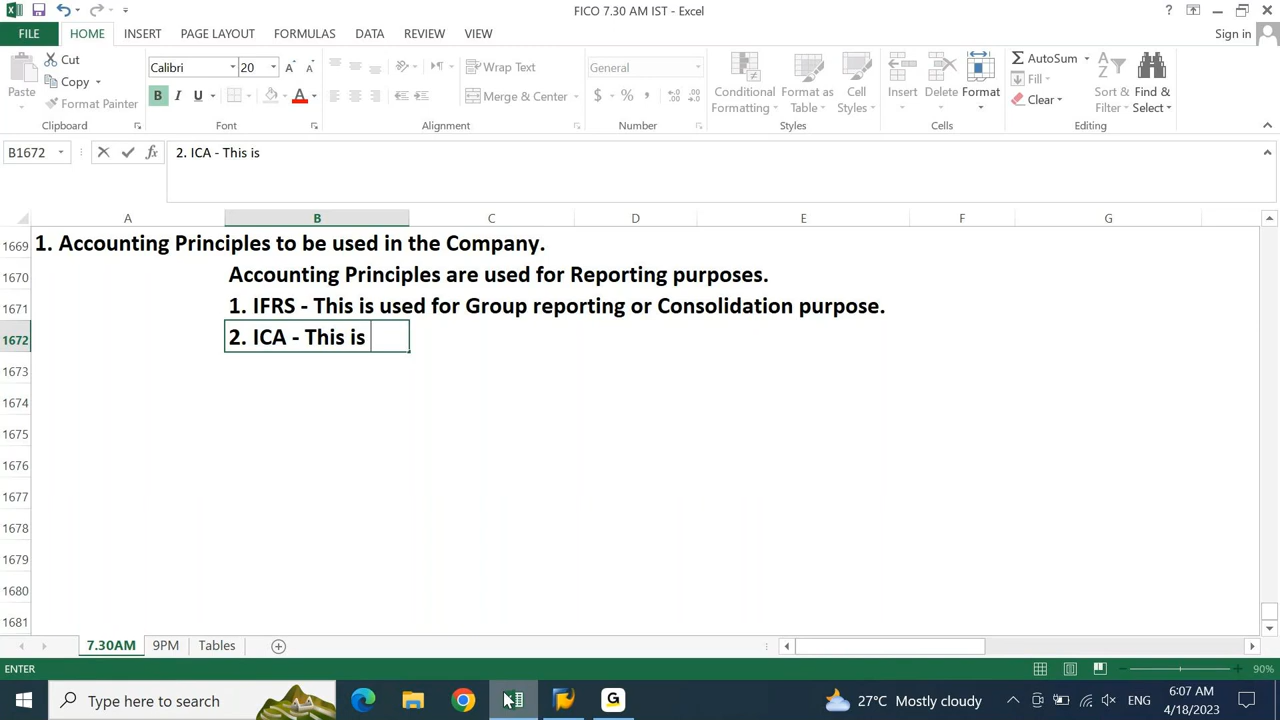 FICO 7.30 AM IST - Excel
?
FILE
HOME
INSERT
PAGE LAYOUT
FORMULAS
DATA
REVIEW
VIEW
Sign in
Paste
Cut
Copy
Format Painter
Clipboard
Calibri
20
B I U
A
Font
Wrap Text
Merge & Center
Alignment
General
$ % ,
Number
Conditional
Formatting
Format as
Table
Cell
Styles
Styles
Insert
Delete
Format
Cells
AutoSum
Fill
Clear
Sort &
Filter
Find &
Select
Editing
B1672
fx
2. ICA - This is
A B C D E F G
1669 1. Accounting Principles to be used in the Company.
1670 Accounting Principles are used for Reporting purposes.
1671 1. IFRS - This is used for Group reporting or Consolidation purpose.
1672 2. ICA - This is
1673
1674
1675
1676
1677
1678
1679
1680
1681
7.30AM
9PM
Tables
ENTER
90%
Type here to search
27°C Mostly cloudy
ENG
6:07 AM
4/18/2023